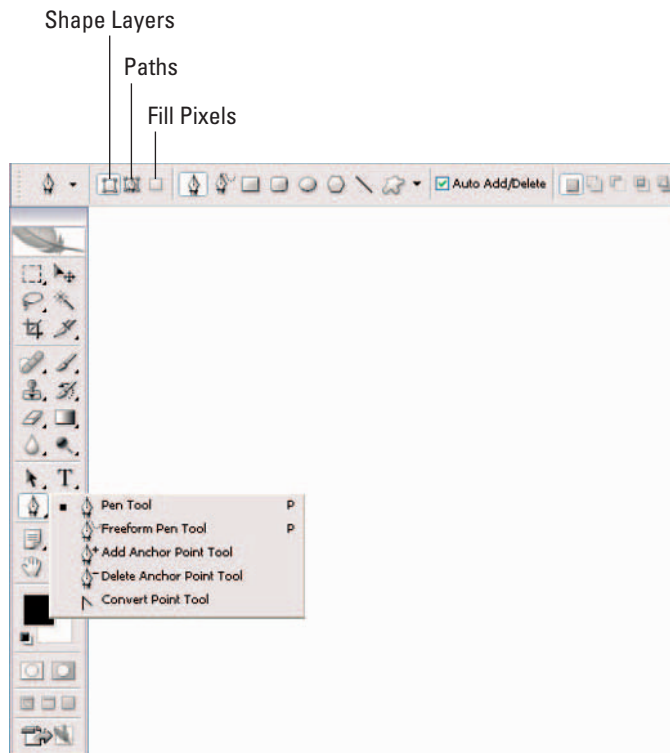 Shape Layers
Paths
Fill Pixels
Auto Add/Delete
T
Pen Tool P
Freeform Pen Tool P
Add Anchor Point Tool
Delete Anchor Point Tool
Convert Point Tool